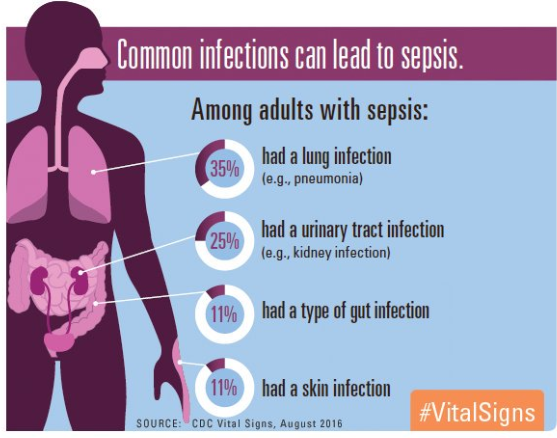 Common infections can lead to sepsis.
Among adults with sepsis:
35%
had a lung infection
(e.g., pneumonia)
25%
had a urinary tract infection
(e.g., kidney infection)
11%
had a type of gut infection
11%
had a skin infection
#VitalSigns
SOURCE: CDC Vital Signs, August 2016